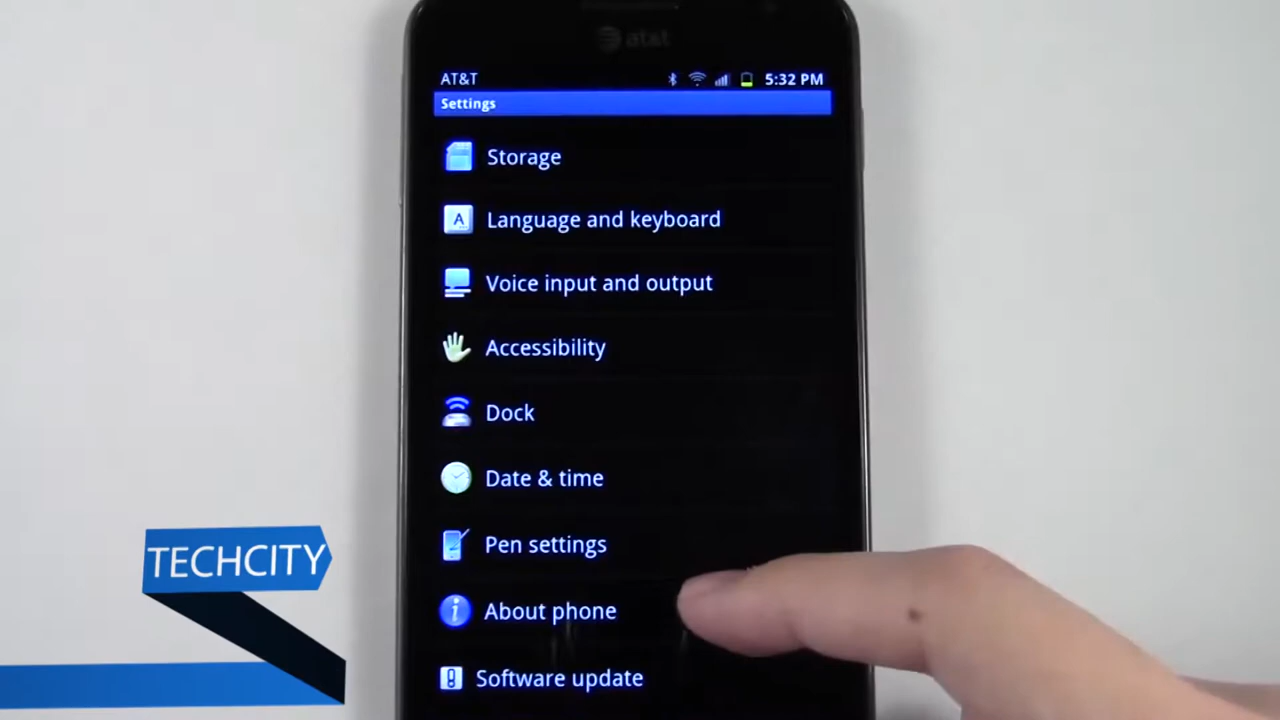 at&t
AT&T 5:32 PM
Settings
Storage
A Language and keyboard
Voice input and output
Accessibility
Dock
Date & time
Pen settings
i About phone
Software update
TECHCITY